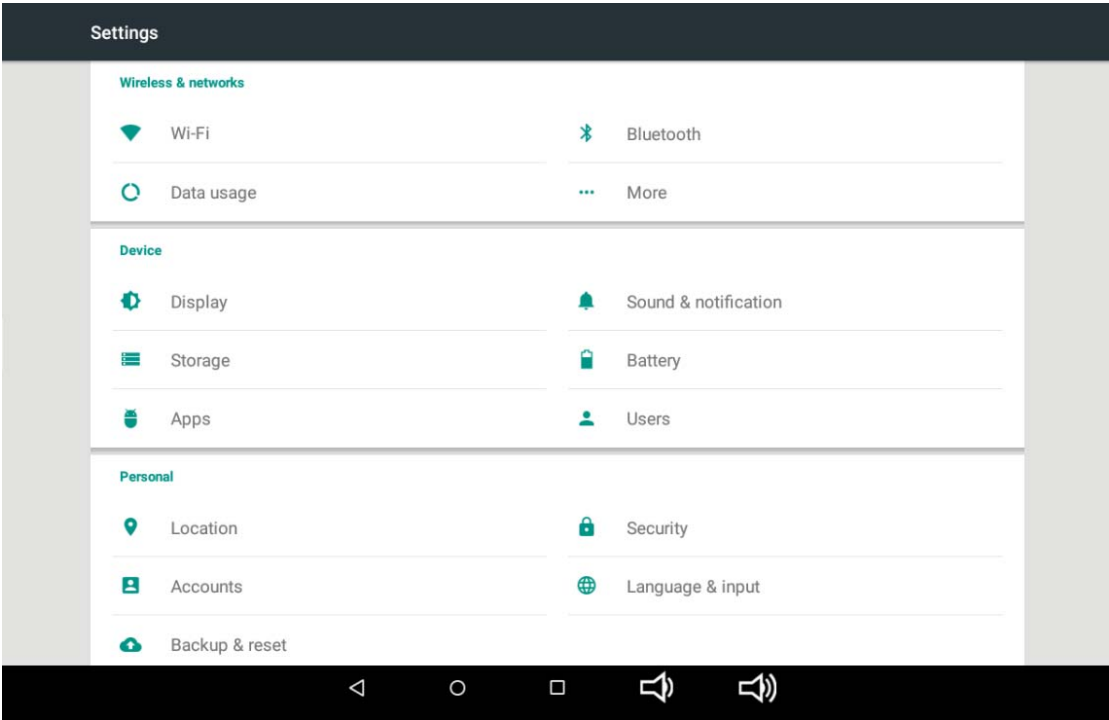 Settings
Wireless & networks
Wi-Fi
Bluetooth
Data usage
More
Device
Display
Sound & notification
Storage
Battery
Apps
Users
Personal
Location
Security
Accounts
Language & input
Backup & reset